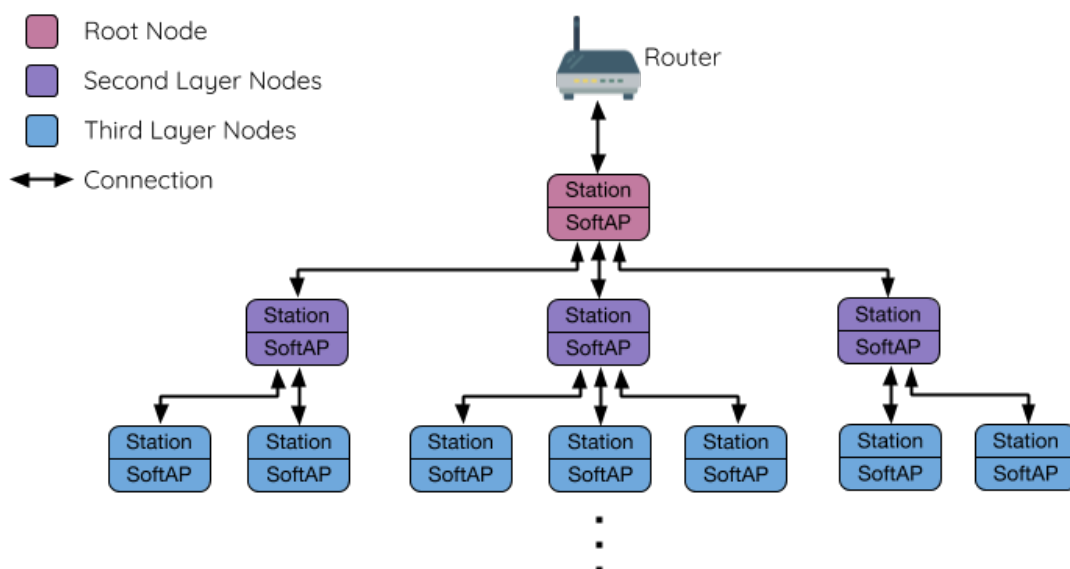 Root Node
Second Layer Nodes
Third Layer Nodes
Connection
Router
Station
SoftAP
Station
SoftAP
Station
SoftAP
Station
SoftAP
Station
SoftAP
Station
SoftAP
Station
SoftAP
Station
SoftAP
Station
SoftAP
Station
SoftAP
Station
SoftAP